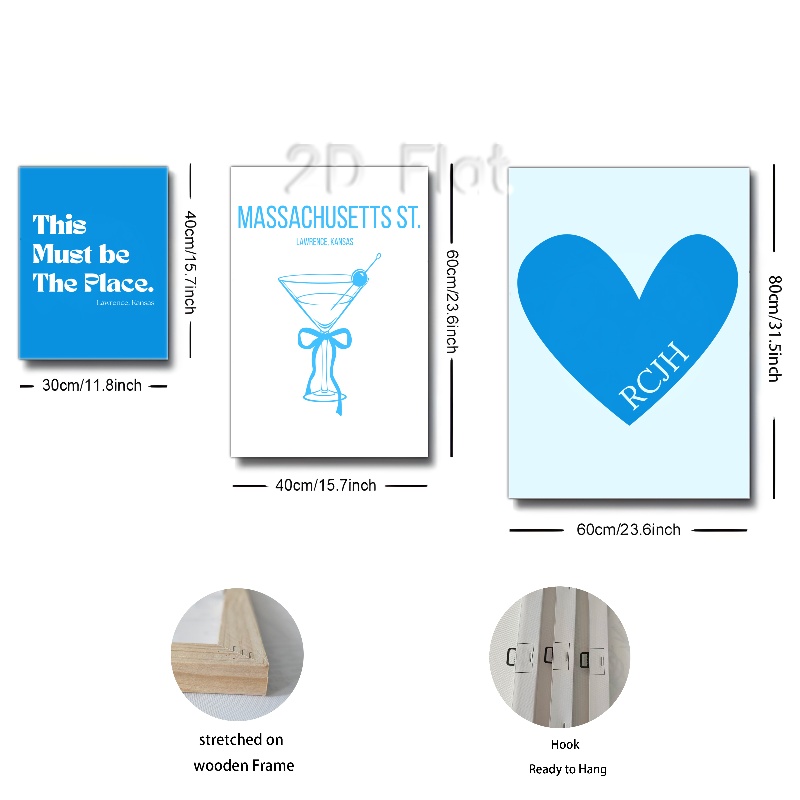 2D Flat
This
Must be
The Place.
Lawrence, Kansas
40cm/15.7inch
30cm/11.8inch
MASSACHUSETTS ST.
LAWRENCE, KANSAS
60cm/23.6inch
40cm/15.7inch
RCJH
80cm/31.5inch
60cm/23.6inch
stretched on
wooden Frame
Hook
Ready to Hang